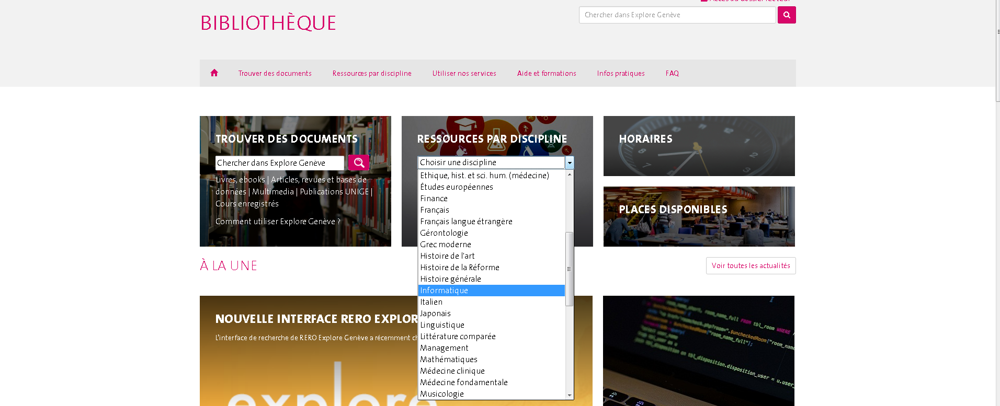 BIBLIOTHÈQUE
Chercher dans Explore Genève
Trouver des documents
Ressources par discipline
Utiliser nos services
Aide et formations
Infos pratiques
FAQ
TROUVER DES DOCUMENTS
Chercher dans Explore Genève
Livres, ebooks | Articles, revues et bases de
données | Multimedia | Publications UNIGE |
Cours enregistrés
Comment utiliser Explore Genève ?
RESSOURCES PAR DISCIPLINE
Choisir une discipline
Ethique, hist. et sci. hum. (médecine)
Études européennes
Finance
Français
Français langue étrangère
Gérontologie
Grec moderne
Histoire de l'art
Histoire de la Réforme
Histoire générale
Informatique
Italien
Japonais
Linguistique
Littérature comparée
Management
Mathématiques
Médecine clinique
Médecine fondamentale
Musicologie
HORAIRES
PLACES DISPONIBLES
À LA UNE
Voir toutes les actualités
NOUVELLE INTERFACE RERO EXPLOR
L'interface de recherche de RERO Explore Genève a récemment ch
explore
room_name_full FROM tbl_room WHERE
uncheckedRoom["room_name
"room_name_full"];
tbl_disposition.disposition_user = u.user